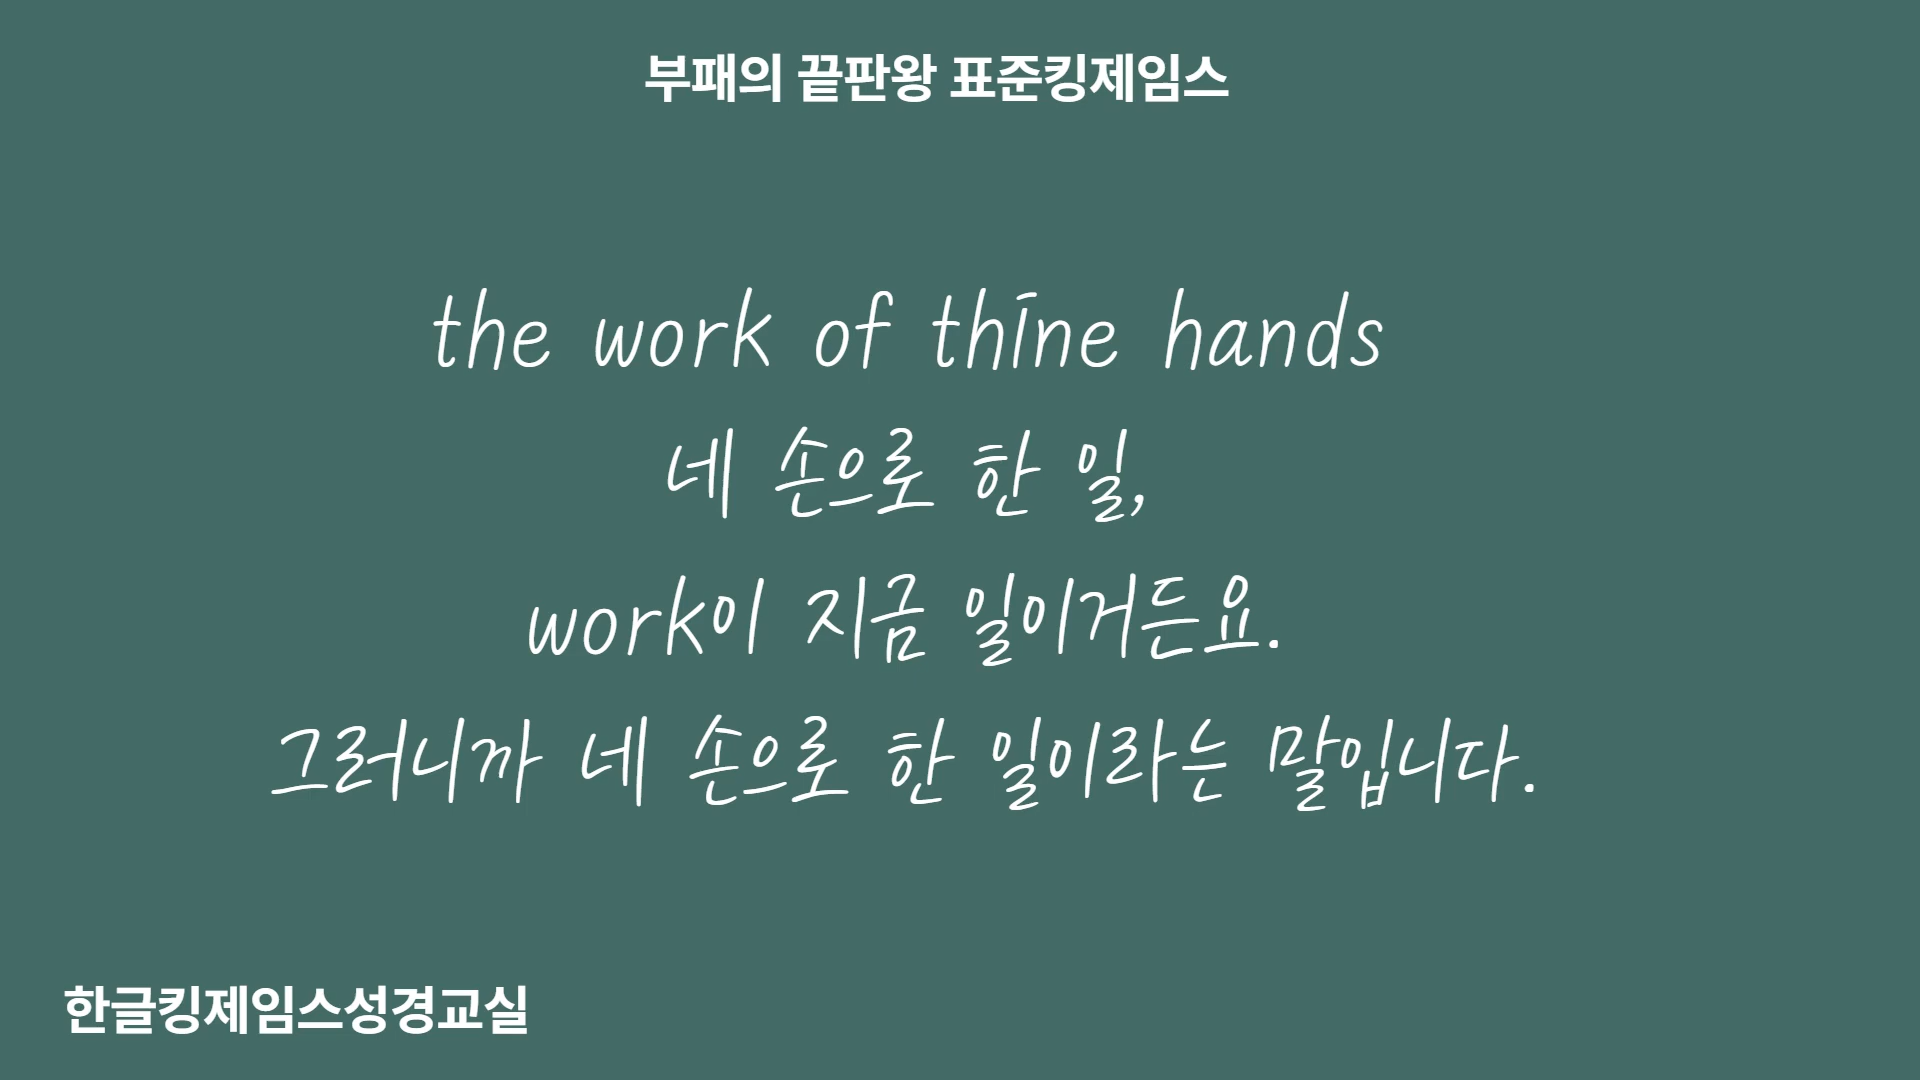 부패의 끝판왕 표준킹제임스
the work of thīne hands
네 손으로 한 일,
work이 지금 일이거든요.
그러니까 네 손으로 한 일이라는 말입니다.
한글킹제임스성경교실